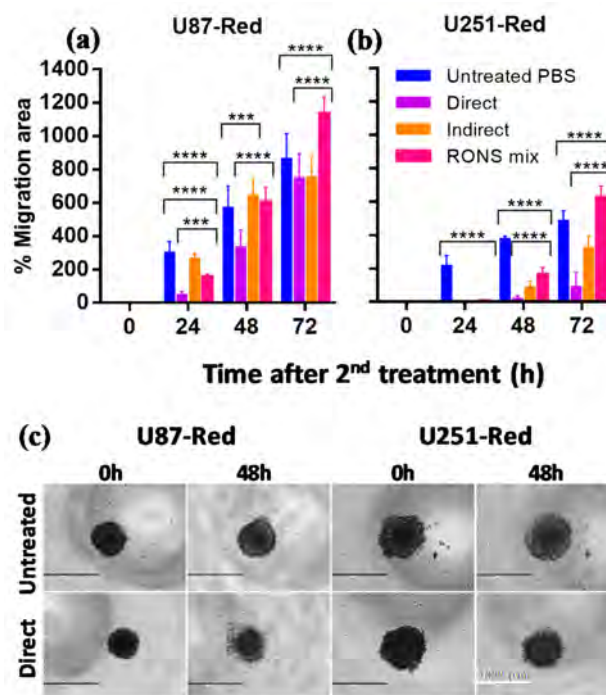 (a) U87-Red
(b) U251-Red
% Migration area
1400
1200
1000
800
600
400
200
0
**** **** ***
*** ****
**** ****
0 24 48 72
Untreated PBS
Direct
Indirect
RONS mix
****
**** ****
**** ****
0 24 48 72
Time after 2nd treatment (h)
(c) U87-Red U251-Red
0h 48h 0h 48h
Untreated
Direct